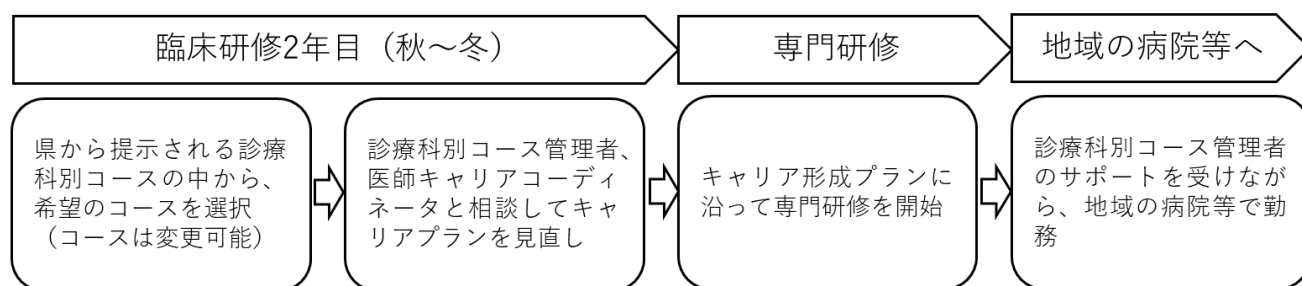 臨床研修2年目（秋～冬）
専門研修
地域の病院等へ
県から提示される診療
科別コースの中から、
希望のコースを選択
（コースは変更可能）
診療科別コース管理者、
医師キャリアコーディ
ネータと相談してキャ
リアプランを見直し
キャリア形成プランに
沿って専門研修を開始
診療科別コース管理者
のサポートを受けなが
ら、地域の病院等で勤
務